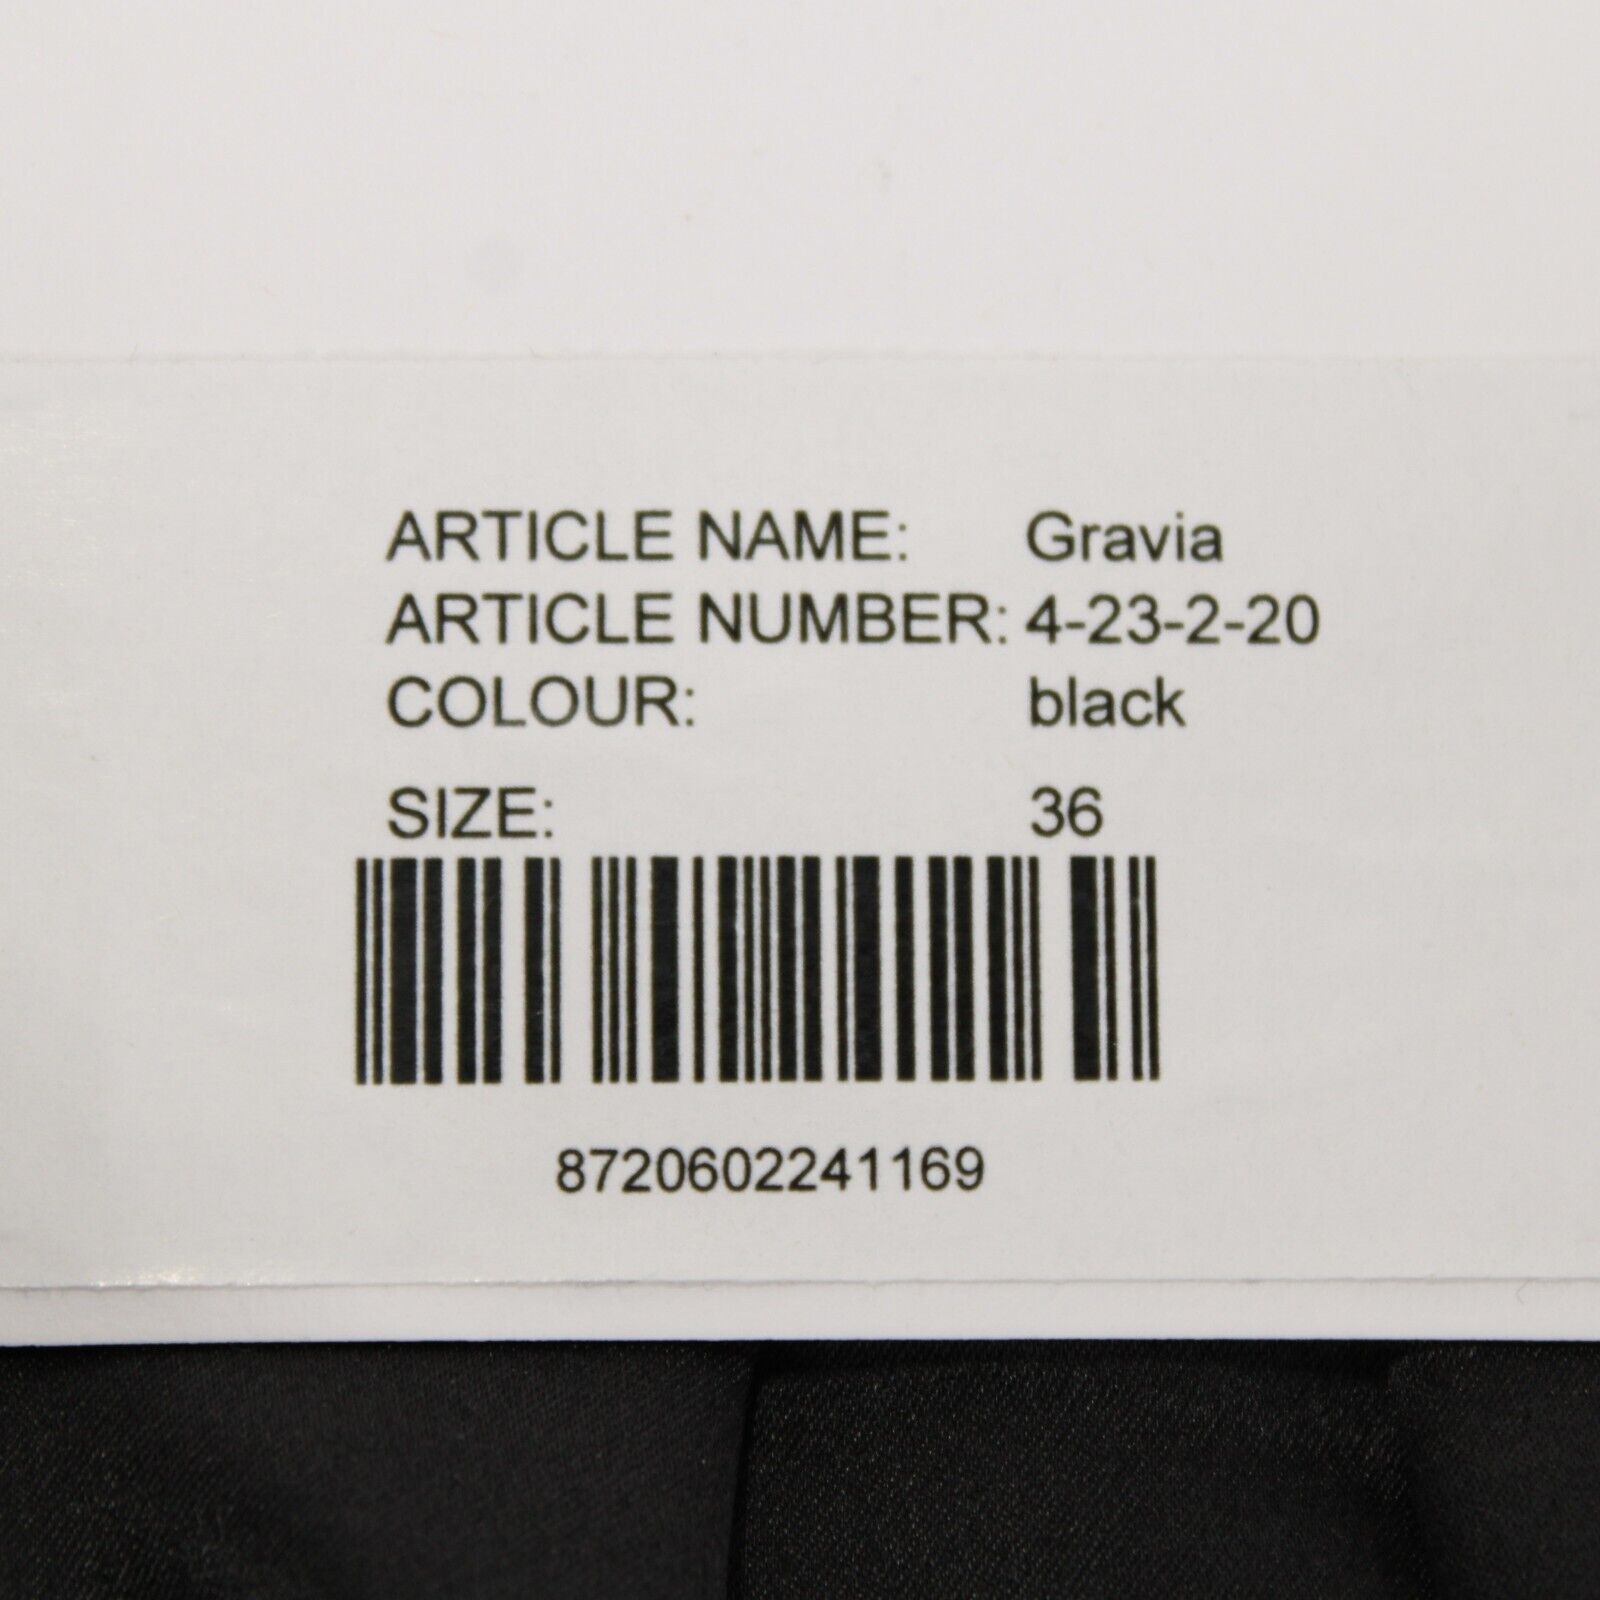 ARTICLE NAME: Gravia
ARTICLE NUMBER: 4-23-2-20
COLOUR: black
SIZE: 36
8720602241169